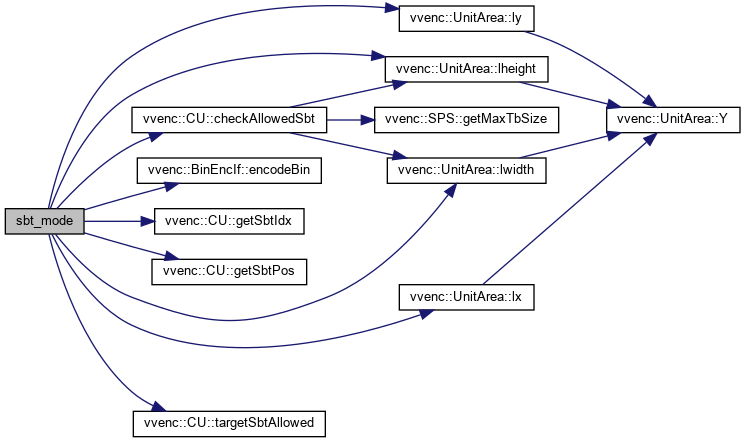 vvenc::UnitArea::ly
vvenc::UnitArea::lheight
vvenc::CU::checkAllowedSbt
vvenc::SPS::getMaxTbSize
vvenc::UnitArea::Y
vvenc::BinEncIf::encodeBin
vvenc::UnitArea::lwidth
sbt_mode
vvenc::CU::getSbtIdx
vvenc::CU::getSbtPos
vvenc::UnitArea::lx
vvenc::CU::targetSbtAllowed